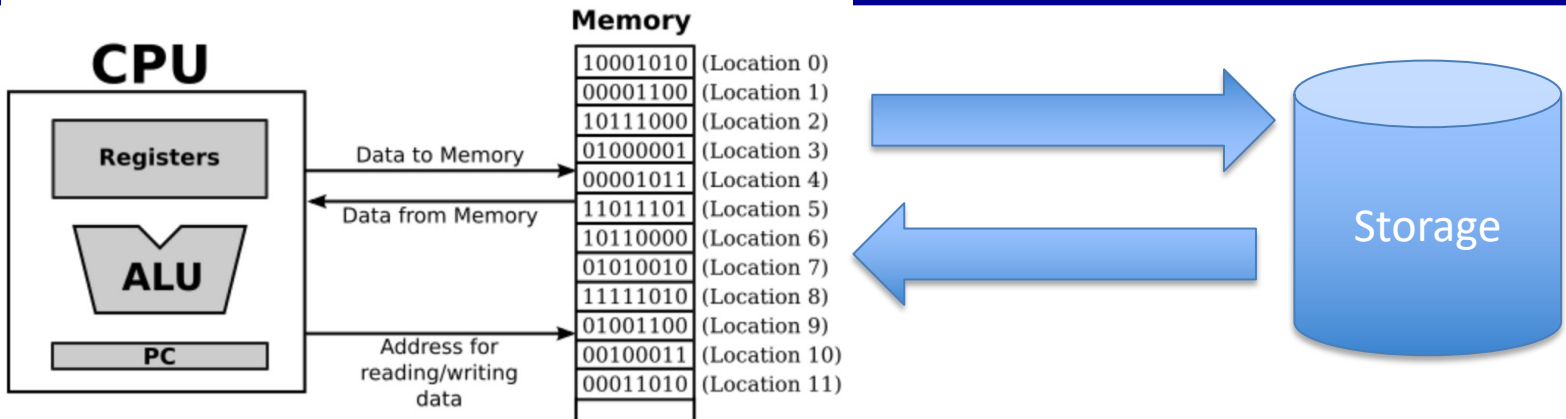 CPU
Registers
ALU
PC
Data to Memory
Data from Memory
Address for
reading/writing
data
Memory
10001010 (Location 0)
00001100 (Location 1)
10111000 (Location 2)
01000001 (Location 3)
00001011 (Location 4)
11011101 (Location 5)
10110000 (Location 6)
01010010 (Location 7)
11111010 (Location 8)
01001100 (Location 9)
00100011 (Location 10)
00011010 (Location 11)
Storage